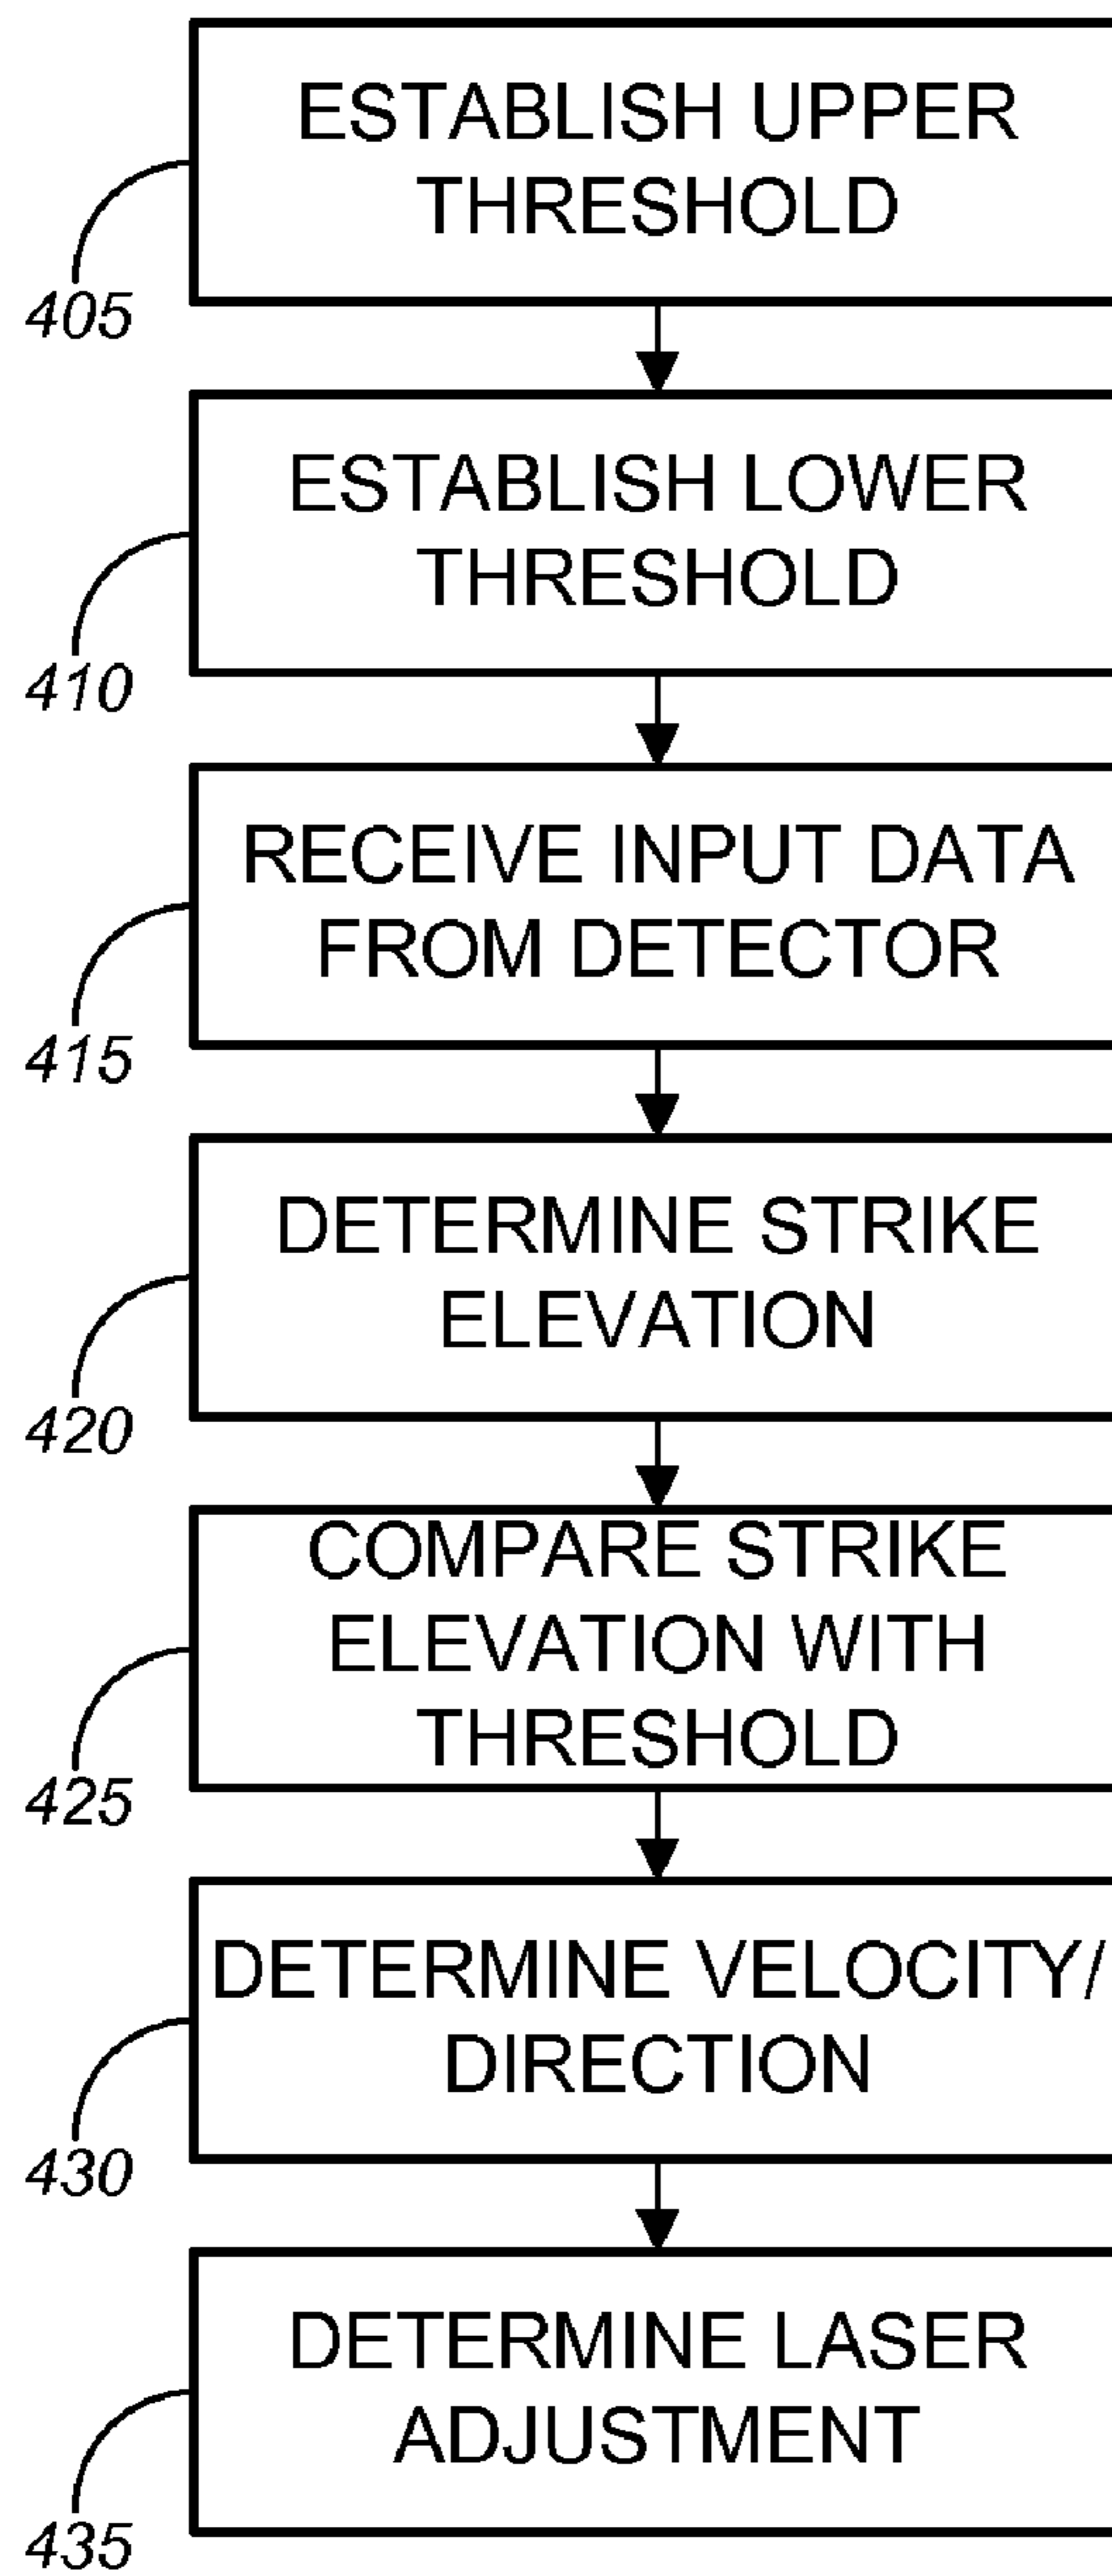 ESTABLISH UPPER
THRESHOLD
405
ESTABLISH LOWER
THRESHOLD
410
RECEIVE INPUT DATA
FROM DETECTOR
415
DETERMINE STRIKE
ELEVATION
420
COMPARE STRIKE
ELEVATION WITH
THRESHOLD
425
DETERMINE VELOCITY/
DIRECTION
430
DETERMINE LASER
ADJUSTMENT
435